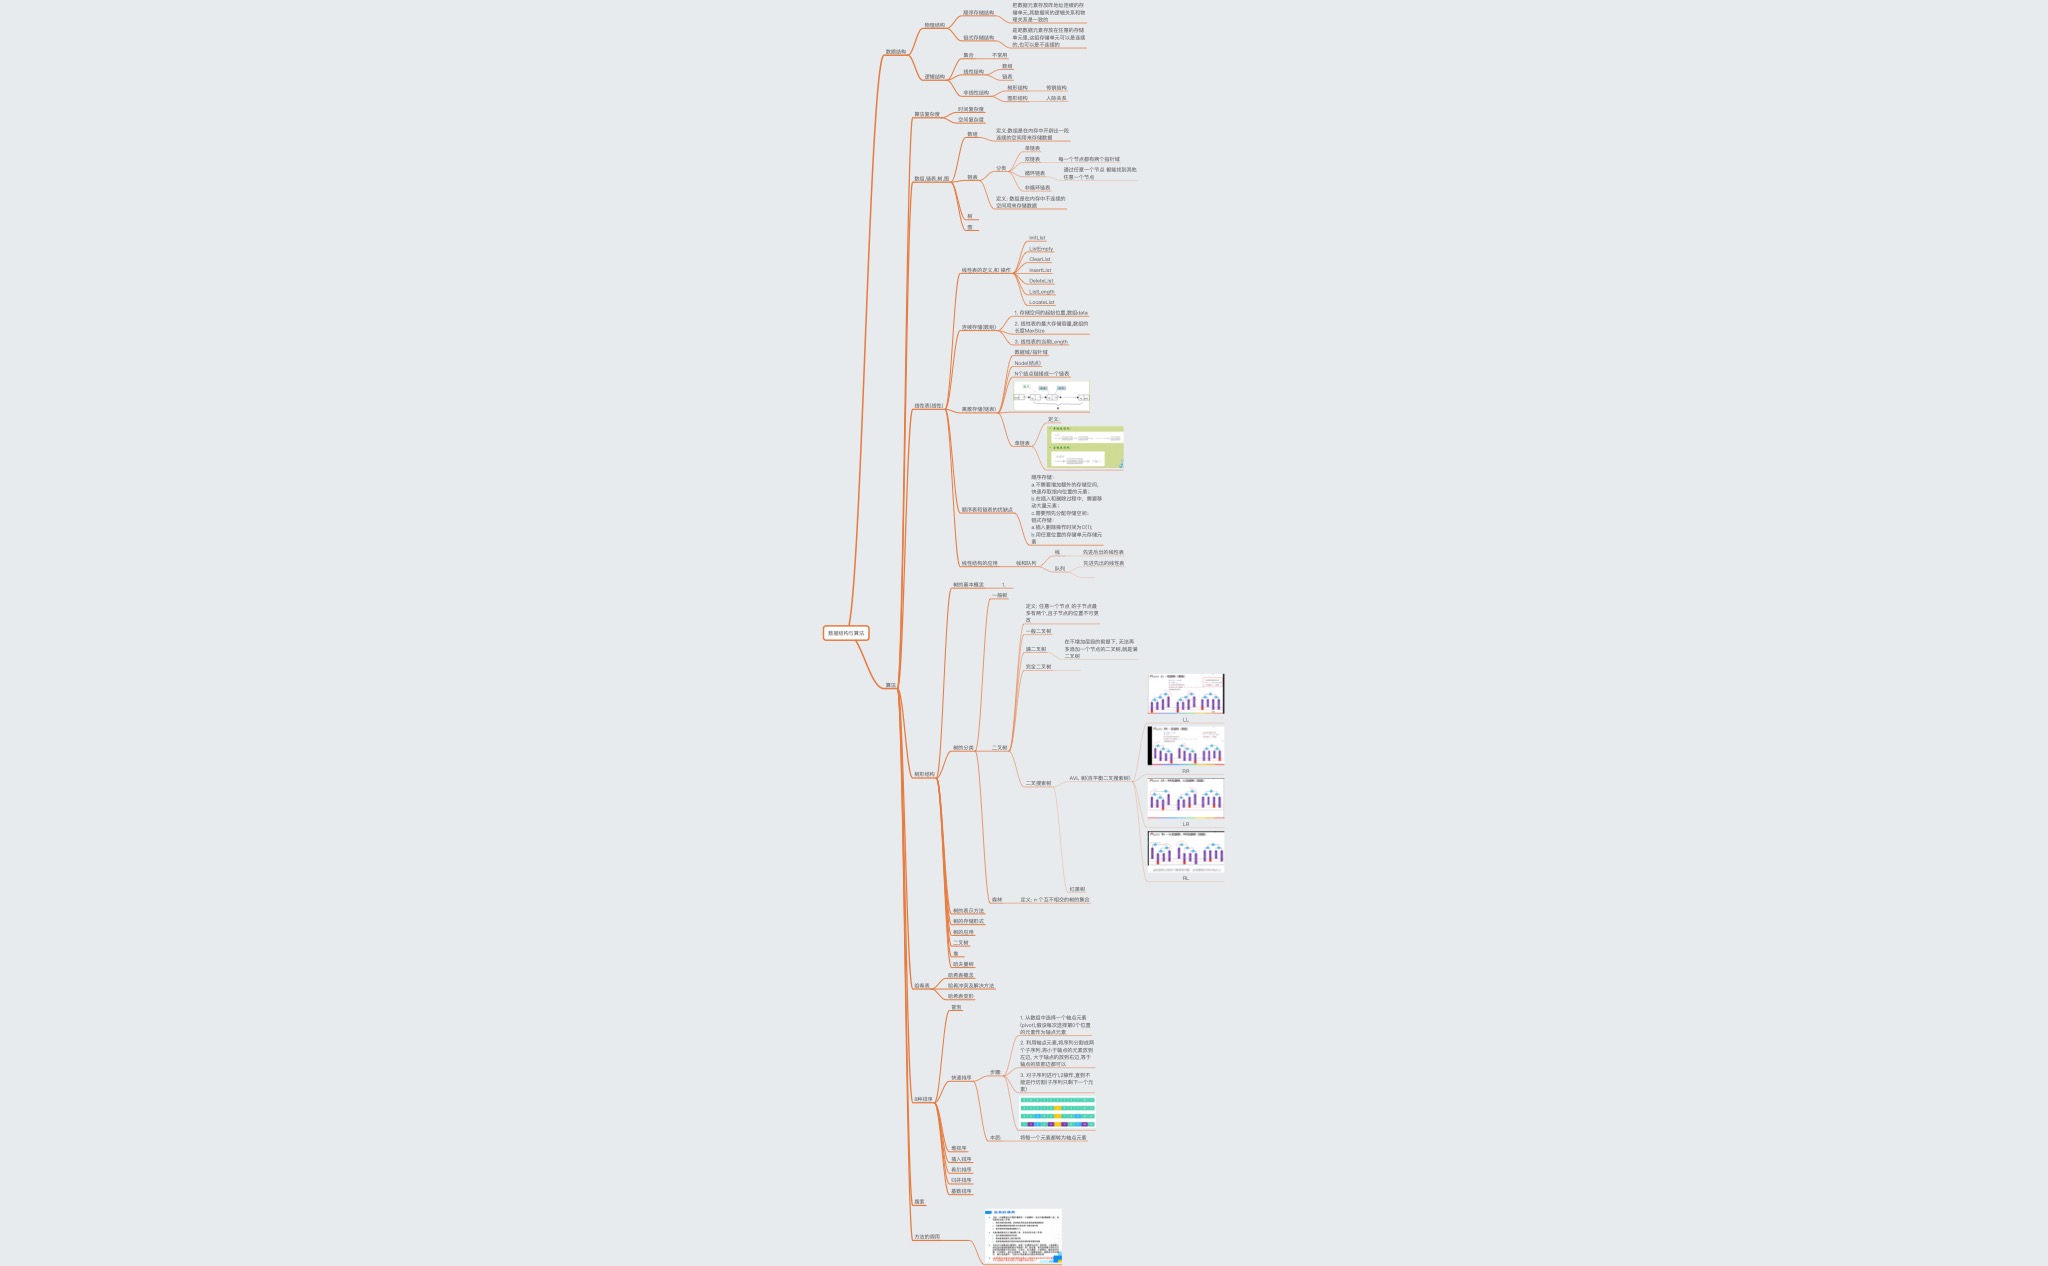 数据结构与算法
数据结构
物理结构
顺序存储结构
把数据元素存放在地址连续的存
储单元,其数据间的逻辑关系和物
理关系是一致的
链式存储结构
是把数据元素存放在任意的存储
单元里,这组存储单元可以是连续
的,也可以是不连续的
逻辑结构
集合
不常用
线性结构
数组
链表
非线性结构
树形结构
图形结构
人际关系
算法
算法复杂度
时间复杂度
空间复杂度
数组,链表,树,图
数组
定义:数组是在内存中开辟出一段
连续的空间用来存储数据
链表
分类
单链表
双链表
每一个节点都有两个指针域
循环链表
通过任意一个节点 都能找到其他
任意一个节点
非循环链表
定义: 数组是在内存中不连续的
空间用来存储数据
树
图
线性表(线性)
线性表的定义,和 操作
InitList
ListEmpty
ClearList
InsertList
DeleteList
ListLength
LocateList
连续存储(数组)
1. 存储空间的起始位置,数组data
2. 线性表的最大存储容量,数组的
长度MaxSize
3. 线性表的当前Length
离散存储(链表)
数据域/指针域
Node(结点)
N个结点链接成一个链表
单链表
定义:
顺序表和链表的优缺点
顺序存储:
a.不需要增加额外的存储空间,
快速存取指向位置的元素;
b.在插入和删除过程中, 需要移
动大量元素;
c.需要预先分配存储空间;
链式存储:
a.插入删除操作时间为O(1);
b.用任意位置的存储单元存储元
素
线性结构的应用
栈和队列
栈
先进后出的线性表
队列
先进先出的线性表
树形结构
树的基本概念
1.
树的分类
一般树
二叉树
定义: 任意一个节点 的子节点最
多有两个,且子节点的位置不可更
改
一般二叉树
满二叉树
在不增加层级的前提下, 无法再
多添加一个节点的二叉树,就是满
二叉树
完全二叉树
二叉搜索树
AVL 树(自平衡二叉搜索树)
LL
RR
LR
RL
红黑树
森林
定义: n 个互不相交的树的集合
树的表示方法
树的存储形式
树的应用
二叉树
堆
哈夫曼树
哈希表
哈希表概念
哈希冲突及解决方法
哈希表变形
冒泡
快速排序
步骤:
1. 从数组中选择一个轴点元素
(pivot),假设每次选择第0个位置
的元素作为轴点元素
2. 利用轴点元素,将序列分割成两
个子序列,将小于轴点的元素放到
左边, 大于轴点的放到右边,等于
轴点的放那边都可以
3. 对子序列进行1,2操作,直到不
能进行切割(子序列只剩下一个元
素)
本质:
将每一个元素都转为轴点元素
堆排序
插入排序
希尔排序
归并排序
基数排序
搜索
方法的调用